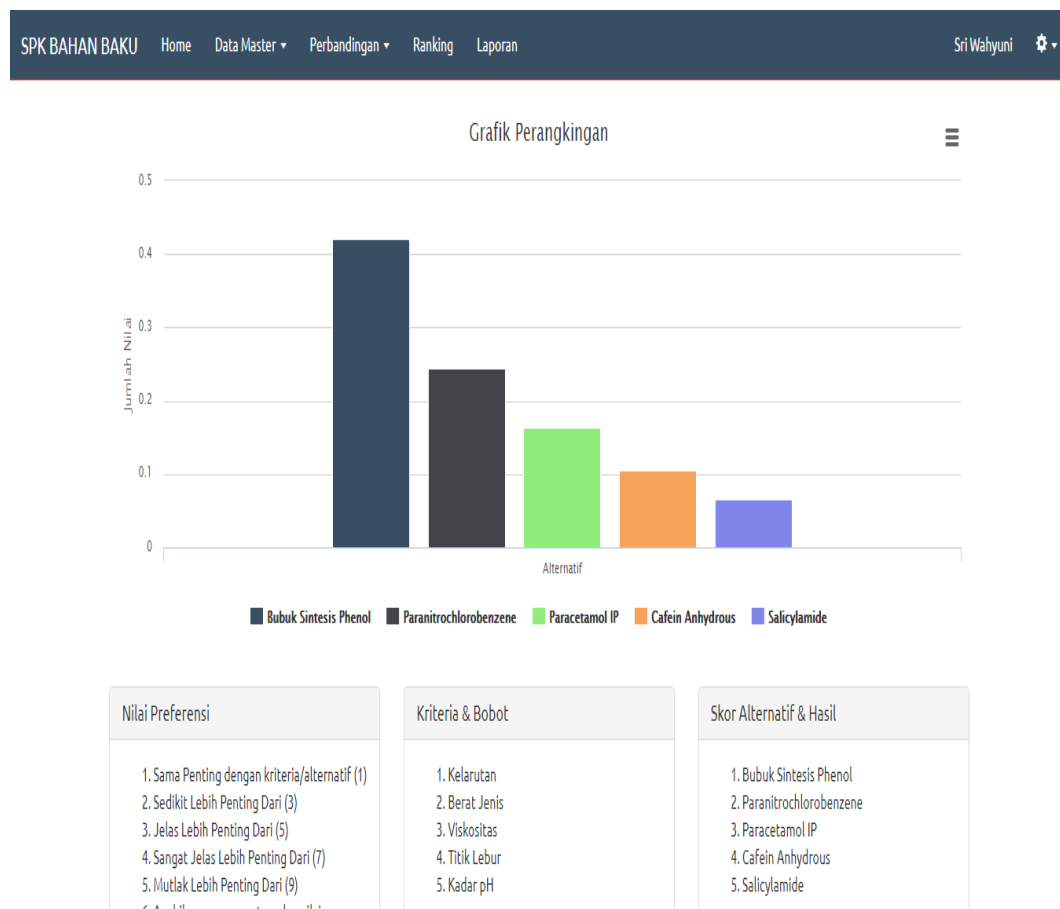 SPK BAHAN BAKU Home Data Master Perbandingan Ranking Laporan Sri Wahyuni
Grafik Perangkingan
Jumlah Nilai
0.5
0.4
0.3
0.2
0.1
0
Alternatif
Bubuk Sintesis Phenol Paranitrochlorobenzene Paracetamol IP Cafein Anhydrous Salicylamide
Nilai Preferensi
1. Sama Penting dengan kriteria/alternatif (1)
2. Sedikit Lebih Penting Dari (3)
3. Jelas Lebih Penting Dari (5)
4. Sangat Jelas Lebih Penting Dari (7)
5. Mutlak Lebih Penting Dari (9)
Kriteria & Bobot
1. Kelarutan
2. Berat Jenis
3. Viskositas
4. Titik Lebur
5. Kadar pH
Skor Alternatif & Hasil
1. Bubuk Sintesis Phenol
2. Paranitrochlorobenzene
3. Paracetamol IP
4. Cafein Anhydrous
5. Salicylamide